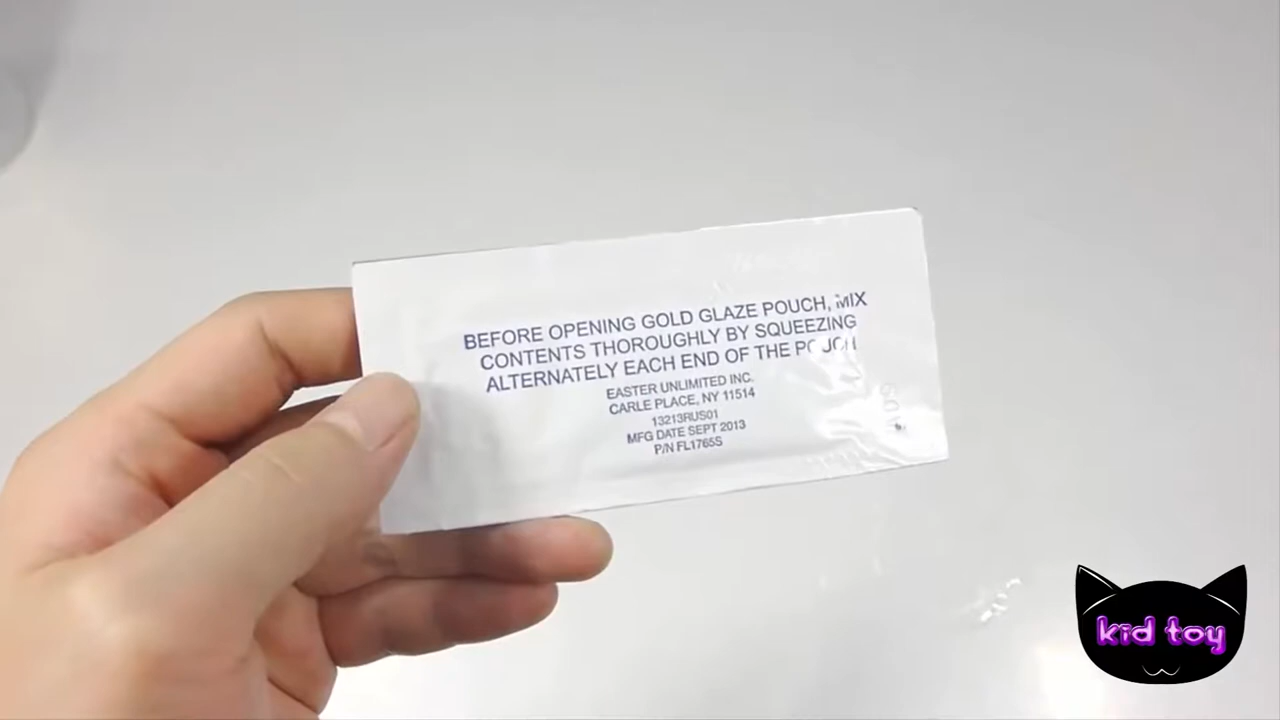 BEFORE OPENING GOLD GLAZE POUCH, MIX
CONTENTS THOROUGHLY BY SQUEEZING
ALTERNATELY EACH END OF THE POUCH
EASTER UNLIMITED INC.
CARLE PLACE, NY 11514
13213RUS01
MFG DATE SEPT 2013
P/N FL1765S
kid toy